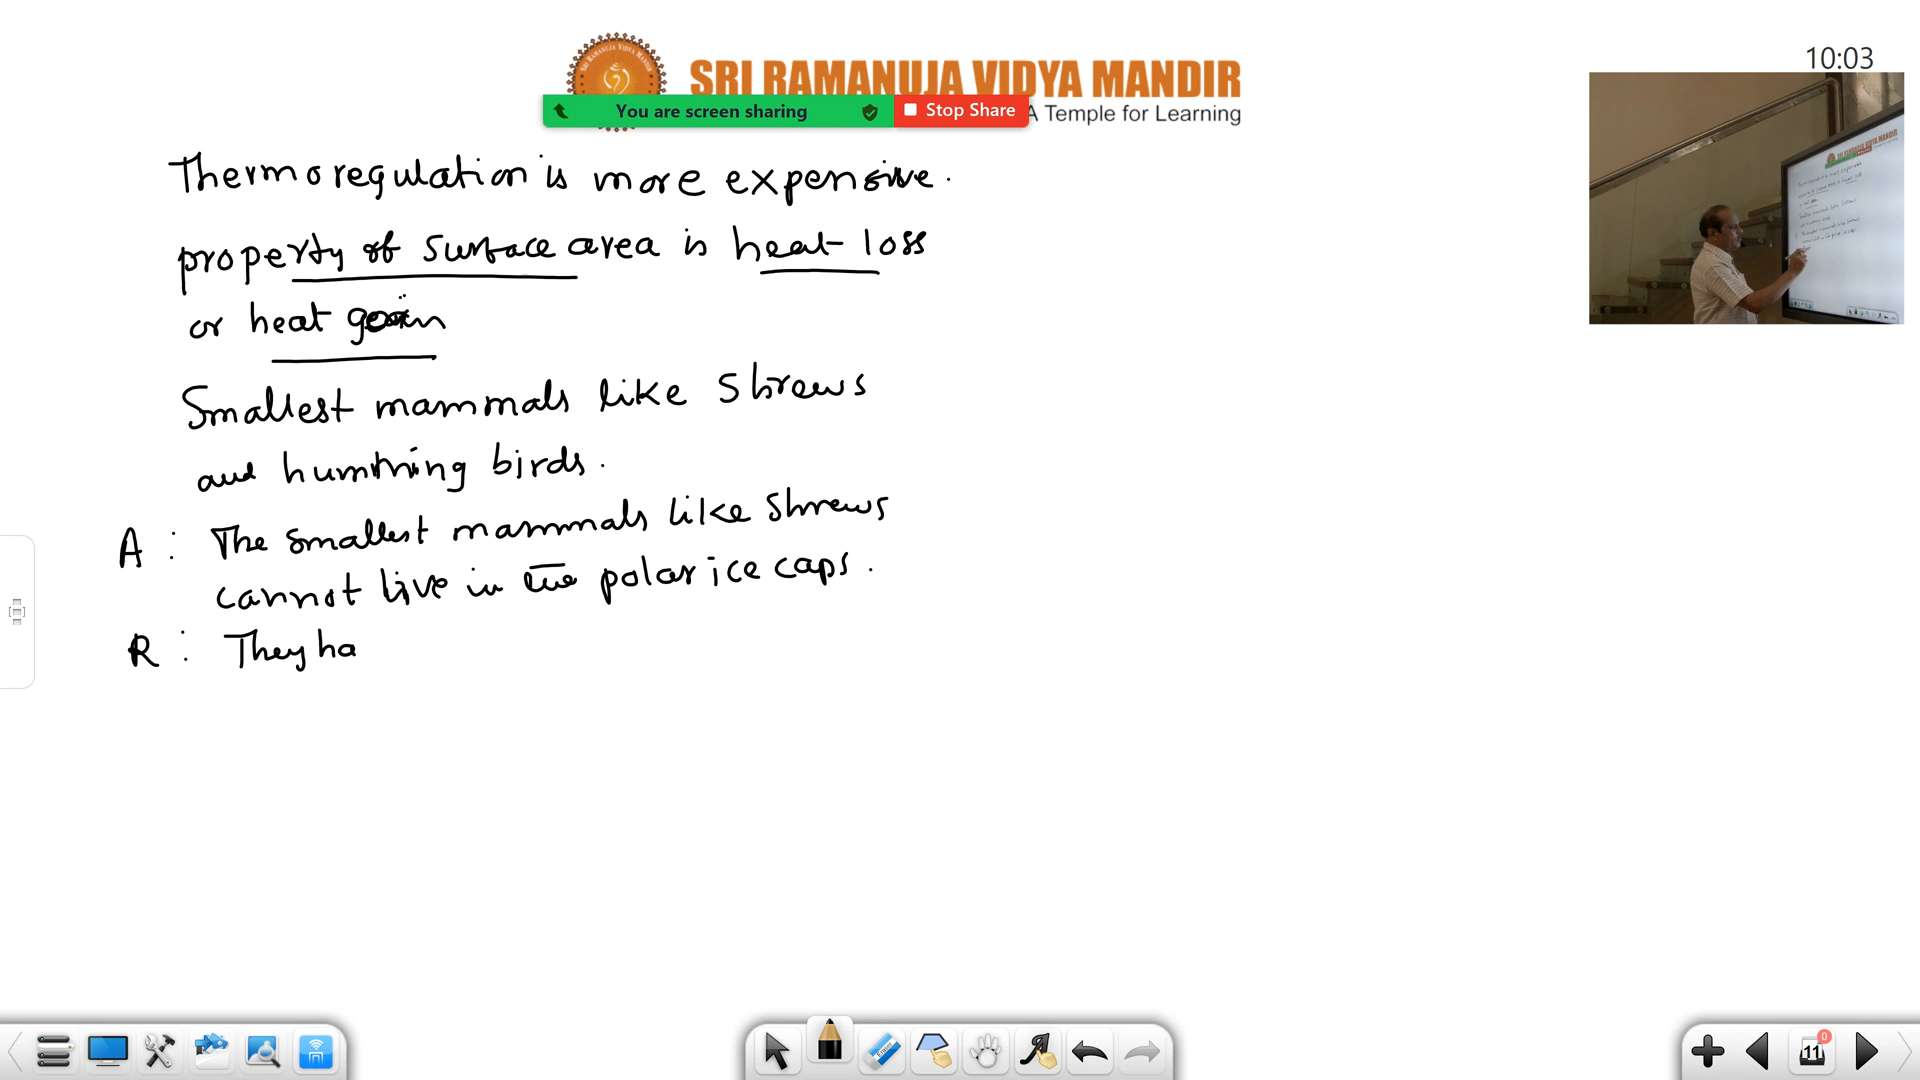 SRI RAMANUJA VIDYA MANDIR
10:03
You are screen sharing
Stop Share
A Temple for Learning
Thermoregulation is more expensive.
property of surface area is heat loss
or heat gain
Smallest mammals like Shrews
and humming birds.
A : The smallest mammals like Shrews
cannot live in the polar ice caps.
R : They ha
11
0